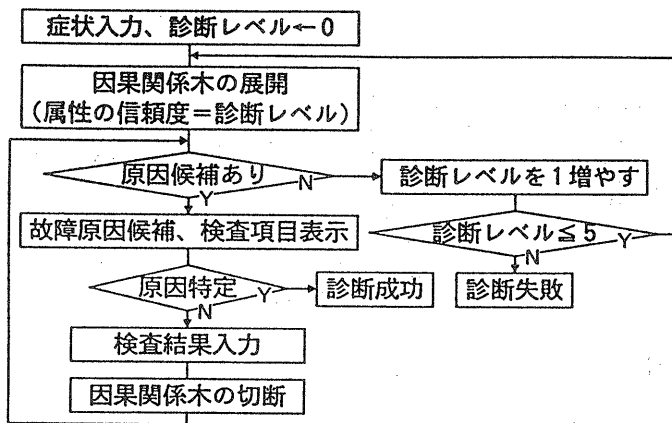 症状入力、診断レベル←0
因果関係木の展開
(属性の信頼度=診断レベル)
原因候補あり
N
診断レベルを1増やす
Y
故障原因候補、検査項目表示
診断レベル≦5
Y
N
原因特定
Y
診断成功
診断失敗
N
検査結果入力
因果関係木の切断